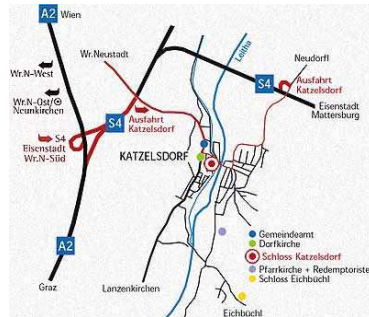 A2
Wien
Leitha
Wr.Neustadt
Neudörfl
Wr.N-West
Wr.N-Ost/
Neunkirchen
S4
Ausfahrt
Katzelsdorf
Eisenstadt
Mattersburg
S4
Ausfahrt
Katzelsdorf
S4
Eisenstadt
Wr.N-Süd
KATZELSDORF
Gemeindeamt
Dorfkirche
Schloss Katzelsdorf
Pfarrkirche + Redemptoriste
Schloss Eichbüchl
A2
Graz
Lanzenkirchen
Eichbüchl